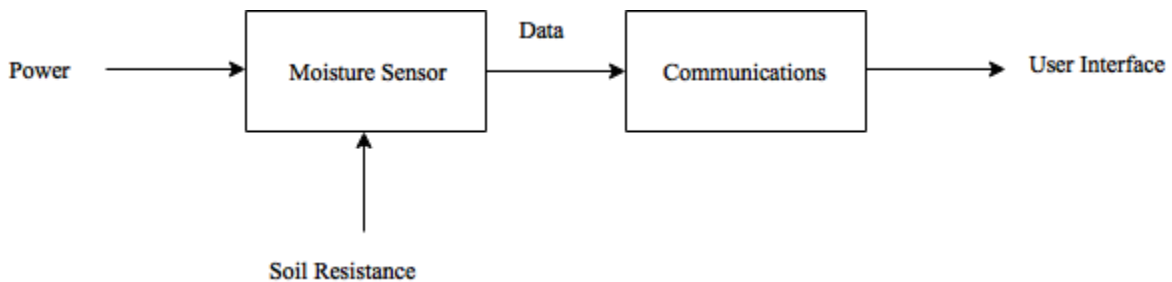 Data
Power
Moisture Sensor
Communications
User Interface
Soil Resistance